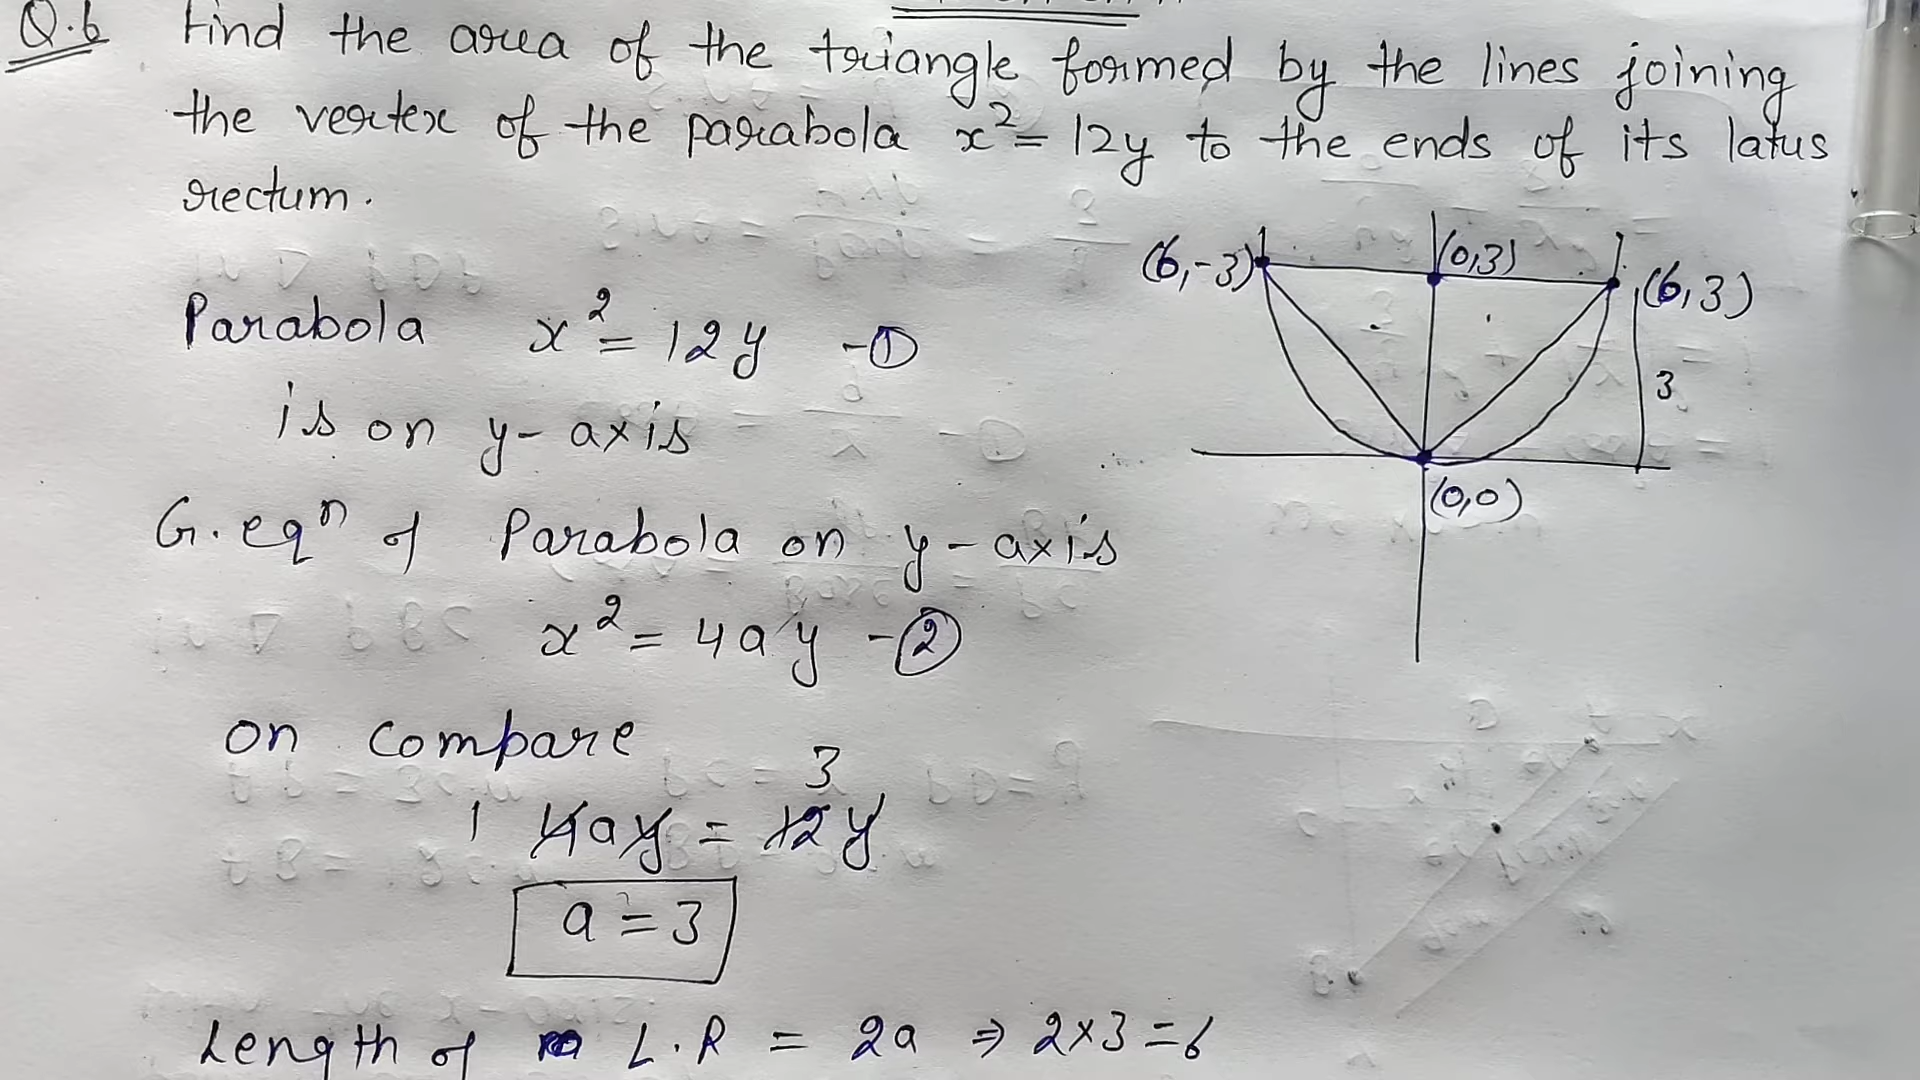 Q.6 Find the area of the triangle formed by the lines joining
the vertex of the parabola x² = 12y to the ends of its latus
rectum.
(6,-3) (0,3) (6,3)
3
(0,0)
Parabola x² = 12y -①
is on y-axis
G. eqⁿ of Parabola on y-axis
x² = 4ay -②
on compare
3
1 4ay = 12y
a = 3
Length of L.R = 2a ⇒ 2×3 = 6